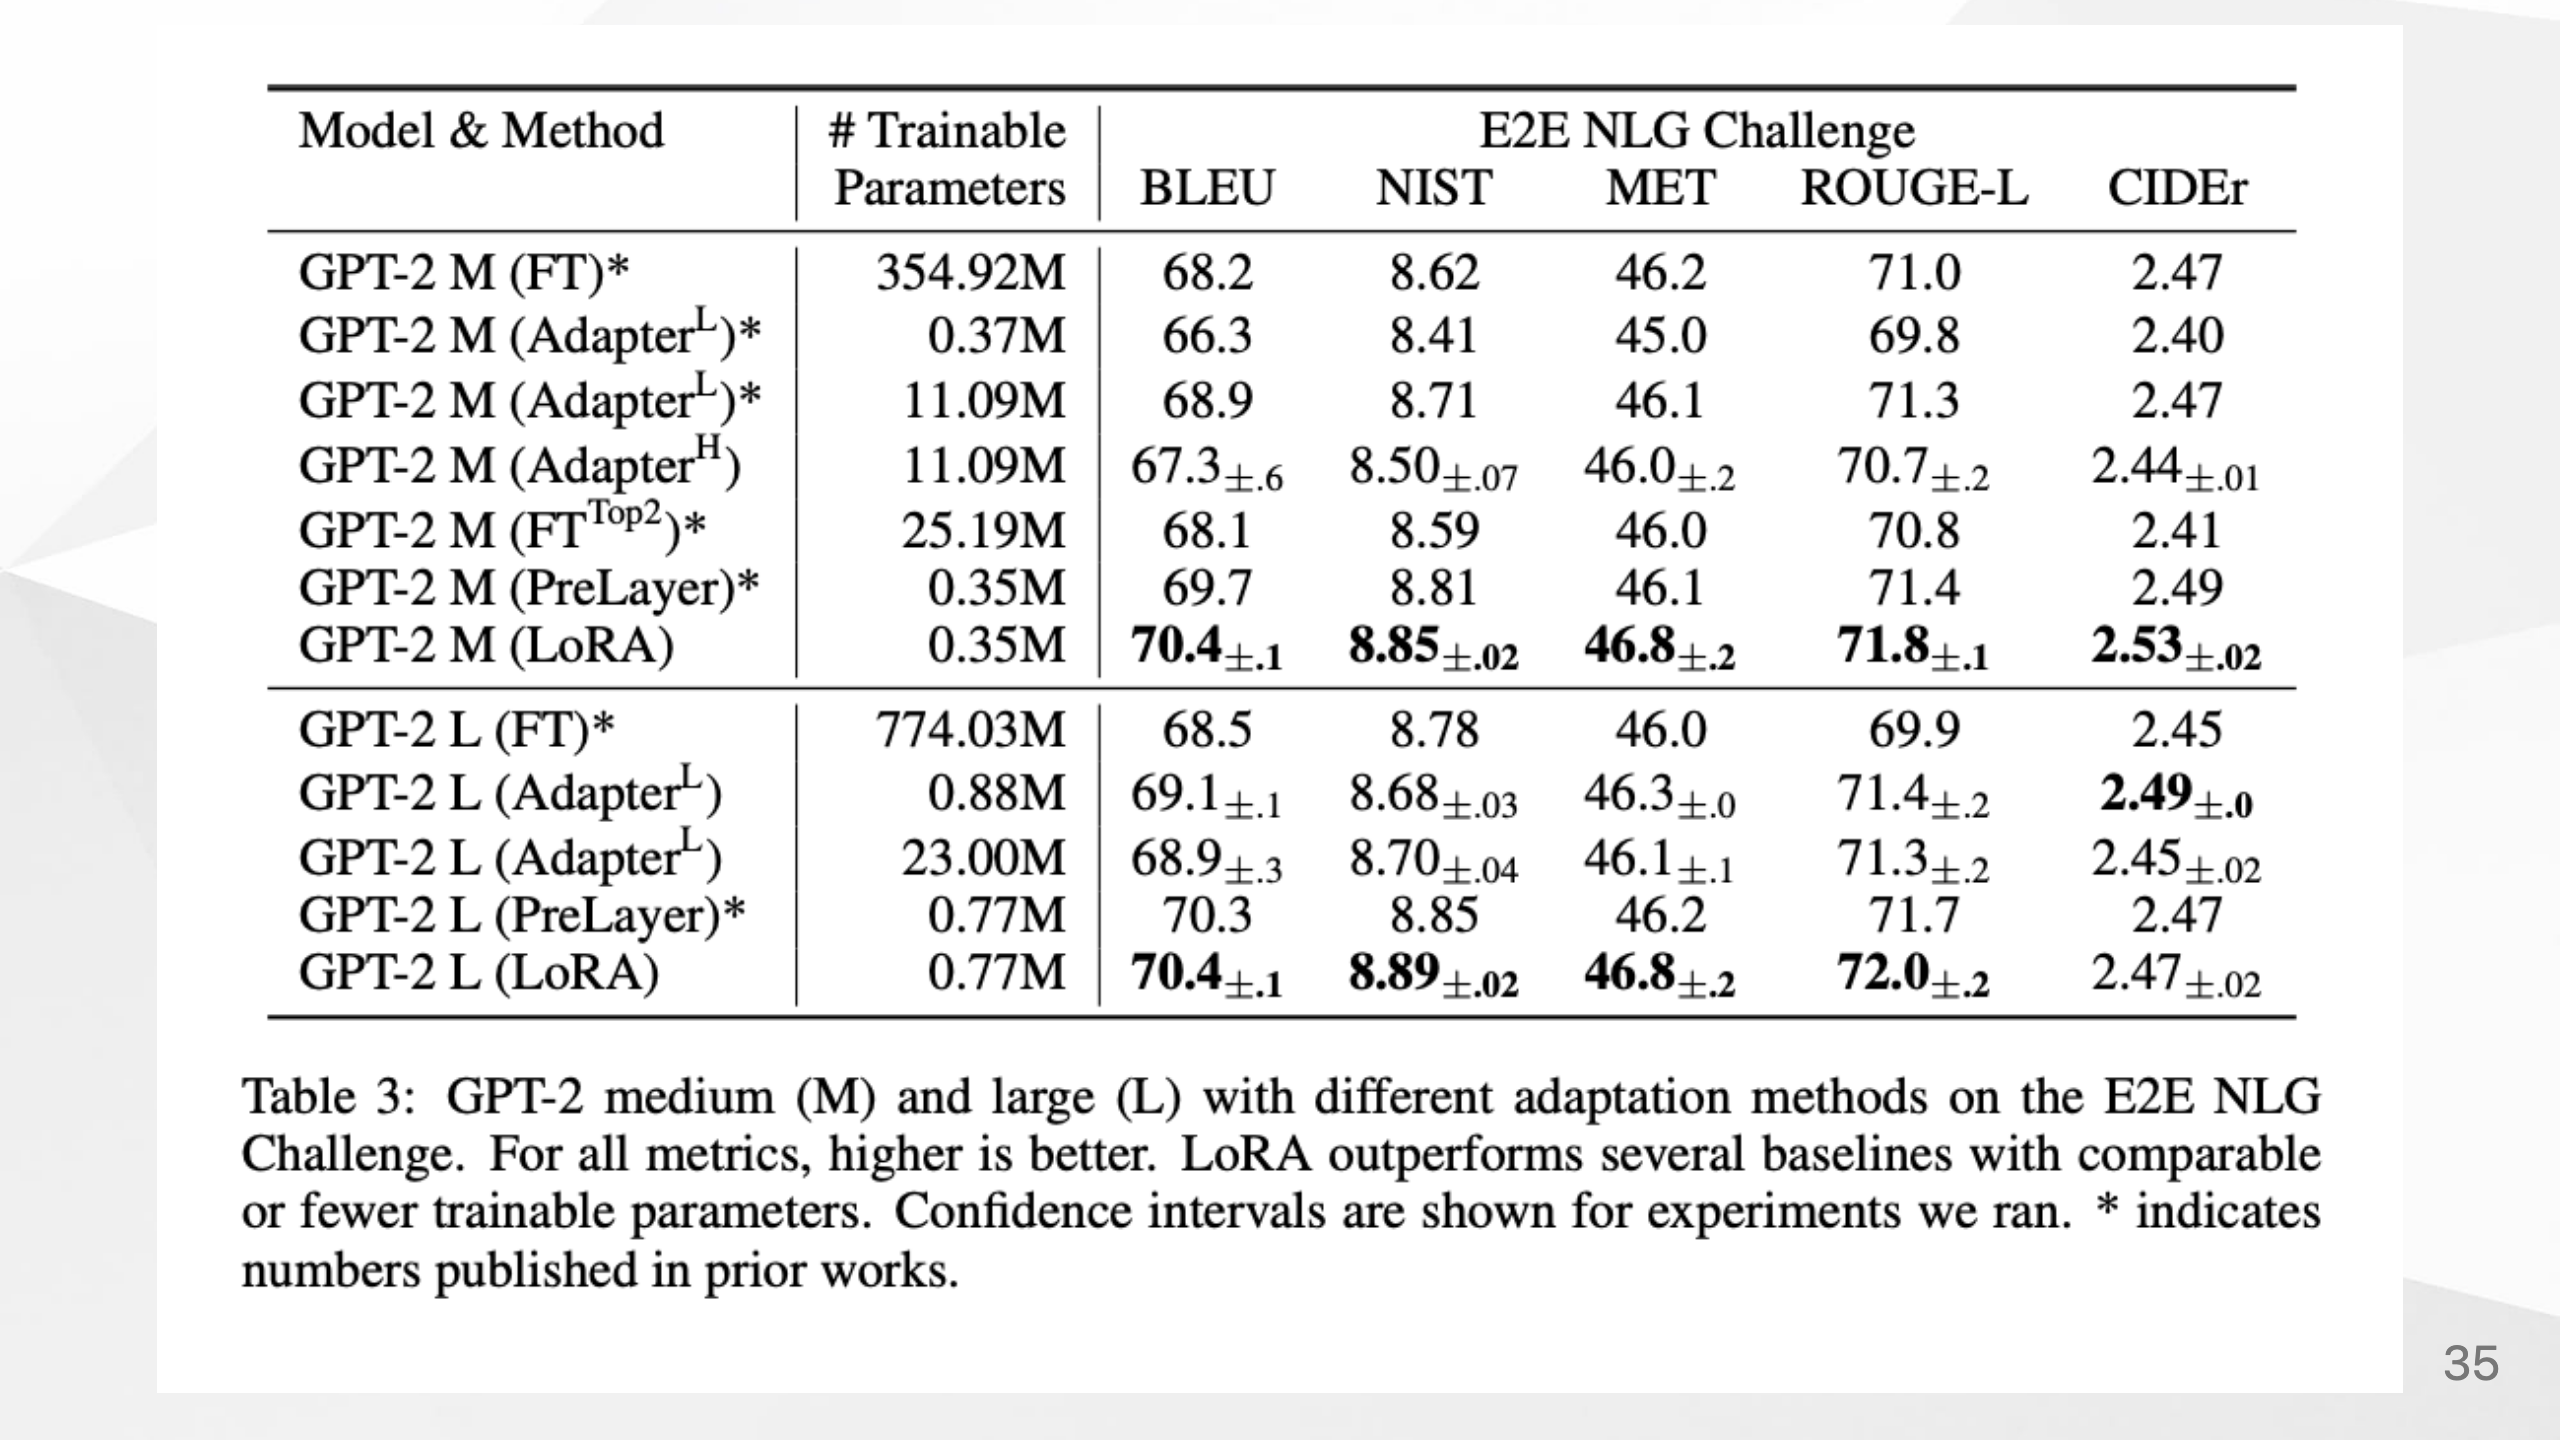 Model & Method # Trainable E2E NLG Challenge
Parameters BLEU NIST MET ROUGE-L CIDEr
GPT-2 M (FT)* 354.92M 68.2 8.62 46.2 71.0 2.47
GPT-2 M (Adapter^L)* 0.37M 66.3 8.41 45.0 69.8 2.40
GPT-2 M (Adapter^L)* 11.09M 68.9 8.71 46.1 71.3 2.47
GPT-2 M (Adapter^H) 11.09M 67.3±.6 8.50±.07 46.0±.2 70.7±.2 2.44±.01
GPT-2 M (FT^Top2)* 25.19M 68.1 8.59 46.0 70.8 2.41
GPT-2 M (PreLayer)* 0.35M 69.7 8.81 46.1 71.4 2.49
GPT-2 M (LoRA) 0.35M 70.4±.1 8.85±.02 46.8±.2 71.8±.1 2.53±.02
GPT-2 L (FT)* 774.03M 68.5 8.78 46.0 69.9 2.45
GPT-2 L (Adapter^L) 0.88M 69.1±.1 8.68±.03 46.3±.0 71.4±.2 2.49±.0
GPT-2 L (Adapter^L) 23.00M 68.9±.3 8.70±.04 46.1±.1 71.3±.2 2.45±.02
GPT-2 L (PreLayer)* 0.77M 70.3 8.85 46.2 71.7 2.47
GPT-2 L (LoRA) 0.77M 70.4±.1 8.89±.02 46.8±.2 72.0±.2 2.47±.02
Table 3: GPT-2 medium (M) and large (L) with different adaptation methods on the E2E NLG
Challenge. For all metrics, higher is better. LoRA outperforms several baselines with comparable
or fewer trainable parameters. Confidence intervals are shown for experiments we ran. * indicates
numbers published in prior works.
35